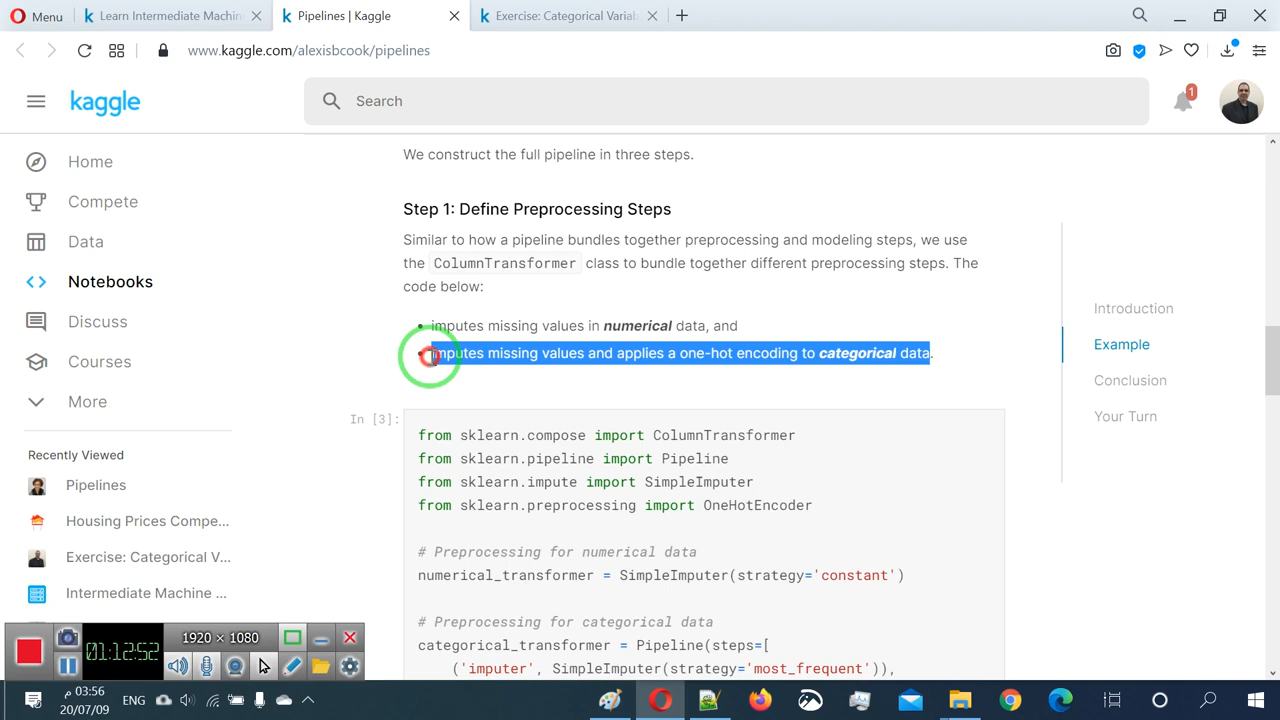 Menu
Learn Intermediate Machin
Pipelines | Kaggle
Exercise: Categorical Variab
www.kaggle.com/alexisbcook/pipelines
kaggle
Search
1
Home
Compete
Data
Notebooks
Discuss
Courses
More
Recently Viewed
Pipelines
Housing Prices Compe...
Exercise: Categorical V...
Intermediate Machine ...
We construct the full pipeline in three steps.
Step 1: Define Preprocessing Steps
Similar to how a pipeline bundles together preprocessing and modeling steps, we use
the ColumnTransformer class to bundle together different preprocessing steps. The
code below:
• imputes missing values in numerical data, and
imputes missing values and applies a one-hot encoding to categorical data.
In [3]:
from sklearn.compose import ColumnTransformer
from sklearn.pipeline import Pipeline
from sklearn.impute import SimpleImputer
from sklearn.preprocessing import OneHotEncoder
# Preprocessing for numerical data
numerical_transformer = SimpleImputer(strategy='constant')
# Preprocessing for categorical data
categorical_transformer = Pipeline(steps=[
('imputer', SimpleImputer(strategy='most_frequent')),
Introduction
Example
Conclusion
Your Turn
01:12:52
1920 × 1080
03:56 م
20/07/09
ENG